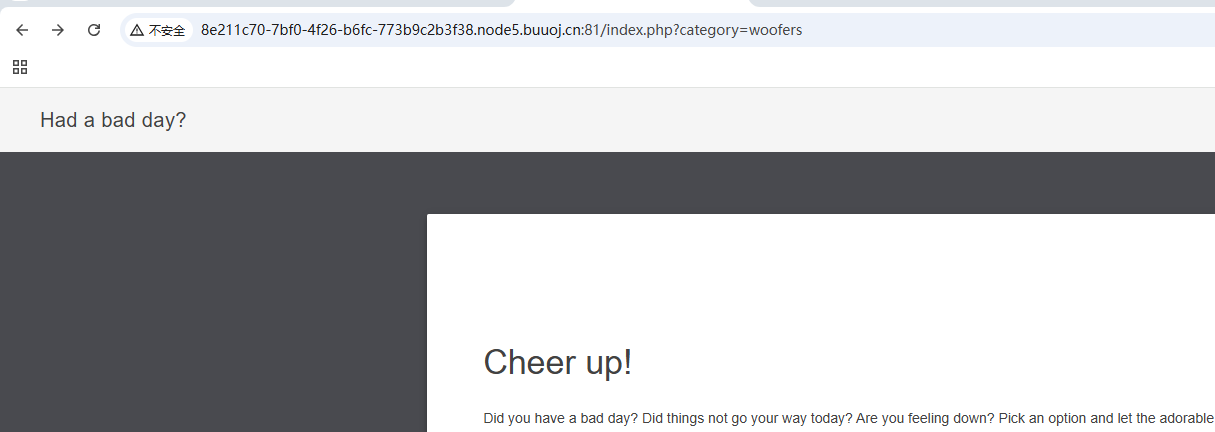 不安全 8e211c70-7bf0-4f26-b6fc-773b9c2b3f38.node5.buuoj.cn:81/index.php?category=woofers
Had a bad day?
Cheer up!
Did you have a bad day? Did things not go your way today? Are you feeling down? Pick an option and let the adorable